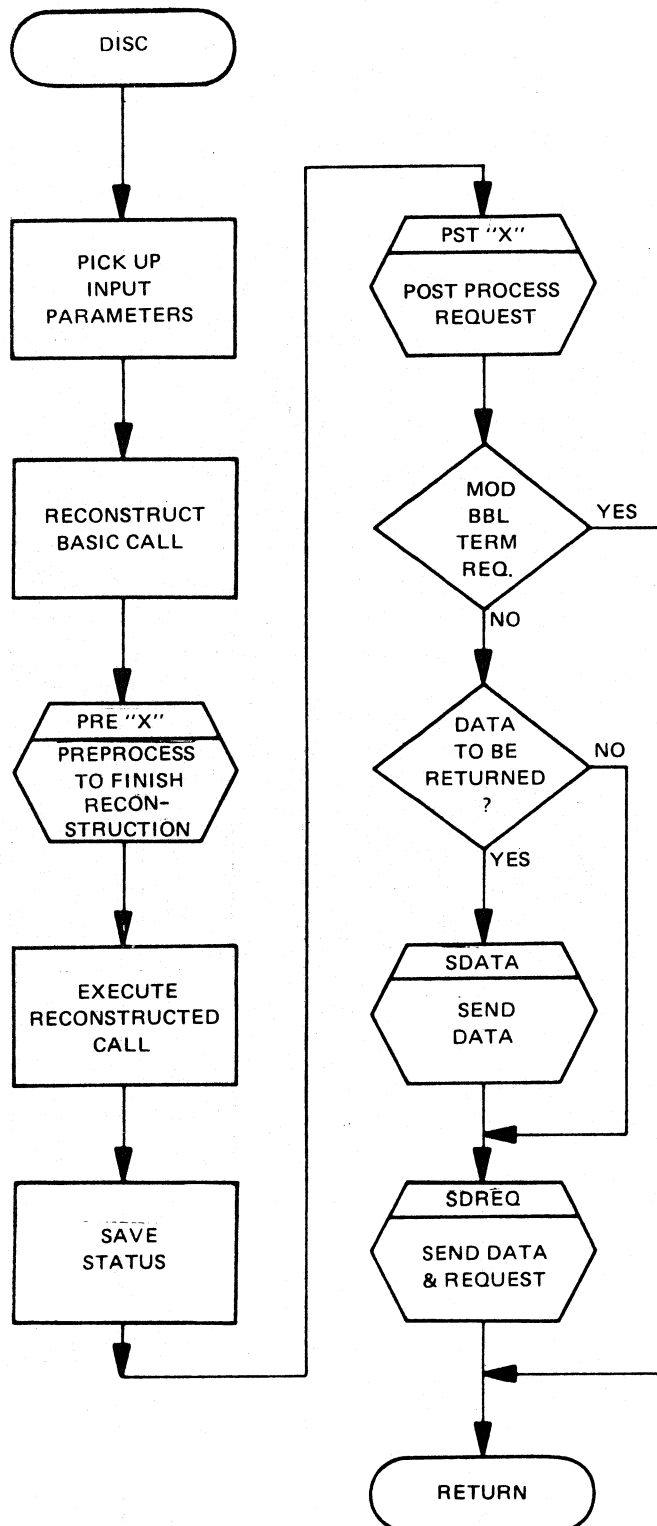 DISC
PICK UP
INPUT
PARAMETERS
RECONSTRUCT
BASIC CALL
PRE "X"
PREPROCESS
TO FINISH
RECON-
STRUCTION
EXECUTE
RECONSTRUCTED
CALL
SAVE
STATUS
PST "X"
POST PROCESS
REQUEST
MOD
BBL
TERM
REQ.
YES
NO
DATA
TO BE
RETURNED
?
NO
YES
SDATA
SEND
DATA
SDREQ
SEND DATA
& REQUEST
RETURN